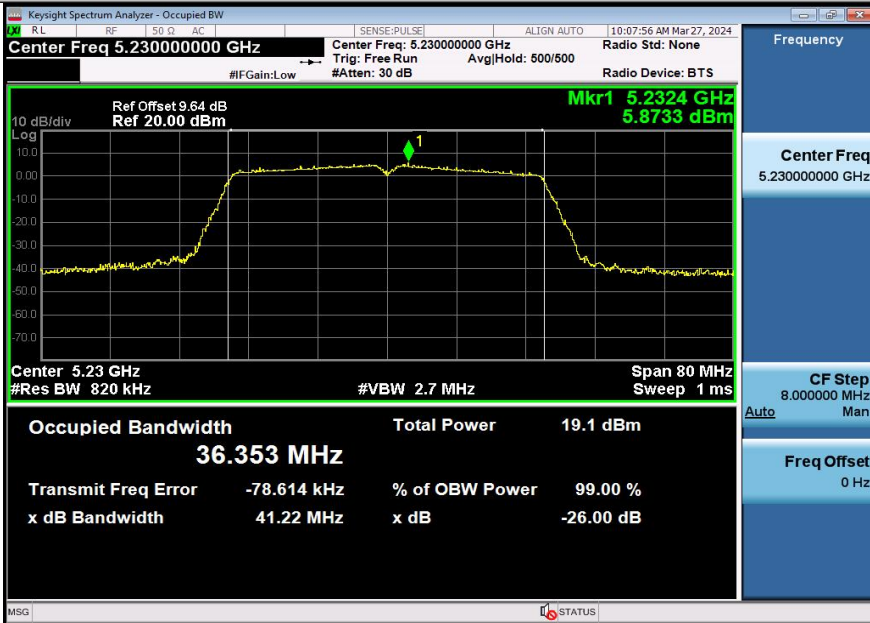 Keysight Spectrum Analyzer - Occupied BW
LXI RL RF 50 Ω AC SENSE:PULSE ALIGN AUTO 10:07:56 AM Mar 27, 2024
Center Freq 5.230000000 GHz
Center Freq: 5.230000000 GHz Radio Std: None
Trig: Free Run Avg|Hold: 500/500
#IFGain:Low #Atten: 30 dB Radio Device: BTS
Frequency
Ref Offset 9.64 dB Mkr1 5.2324 GHz
10 dB/div Ref 20.00 dBm 5.8733 dBm
Log
10.0
0.00
-10.0
-20.0
-30.0
-40.0
-50.0
-60.0
-70.0
1
Center 5.23 GHz Span 80 MHz
#Res BW 820 kHz #VBW 2.7 MHz Sweep 1 ms
Occupied Bandwidth Total Power 19.1 dBm
36.353 MHz
Transmit Freq Error -78.614 kHz % of OBW Power 99.00 %
x dB Bandwidth 41.22 MHz x dB -26.00 dB
Center Freq
5.230000000 GHz
CF Step
8.000000 MHz
Auto Man
Freq Offset
0 Hz
MSG STATUS